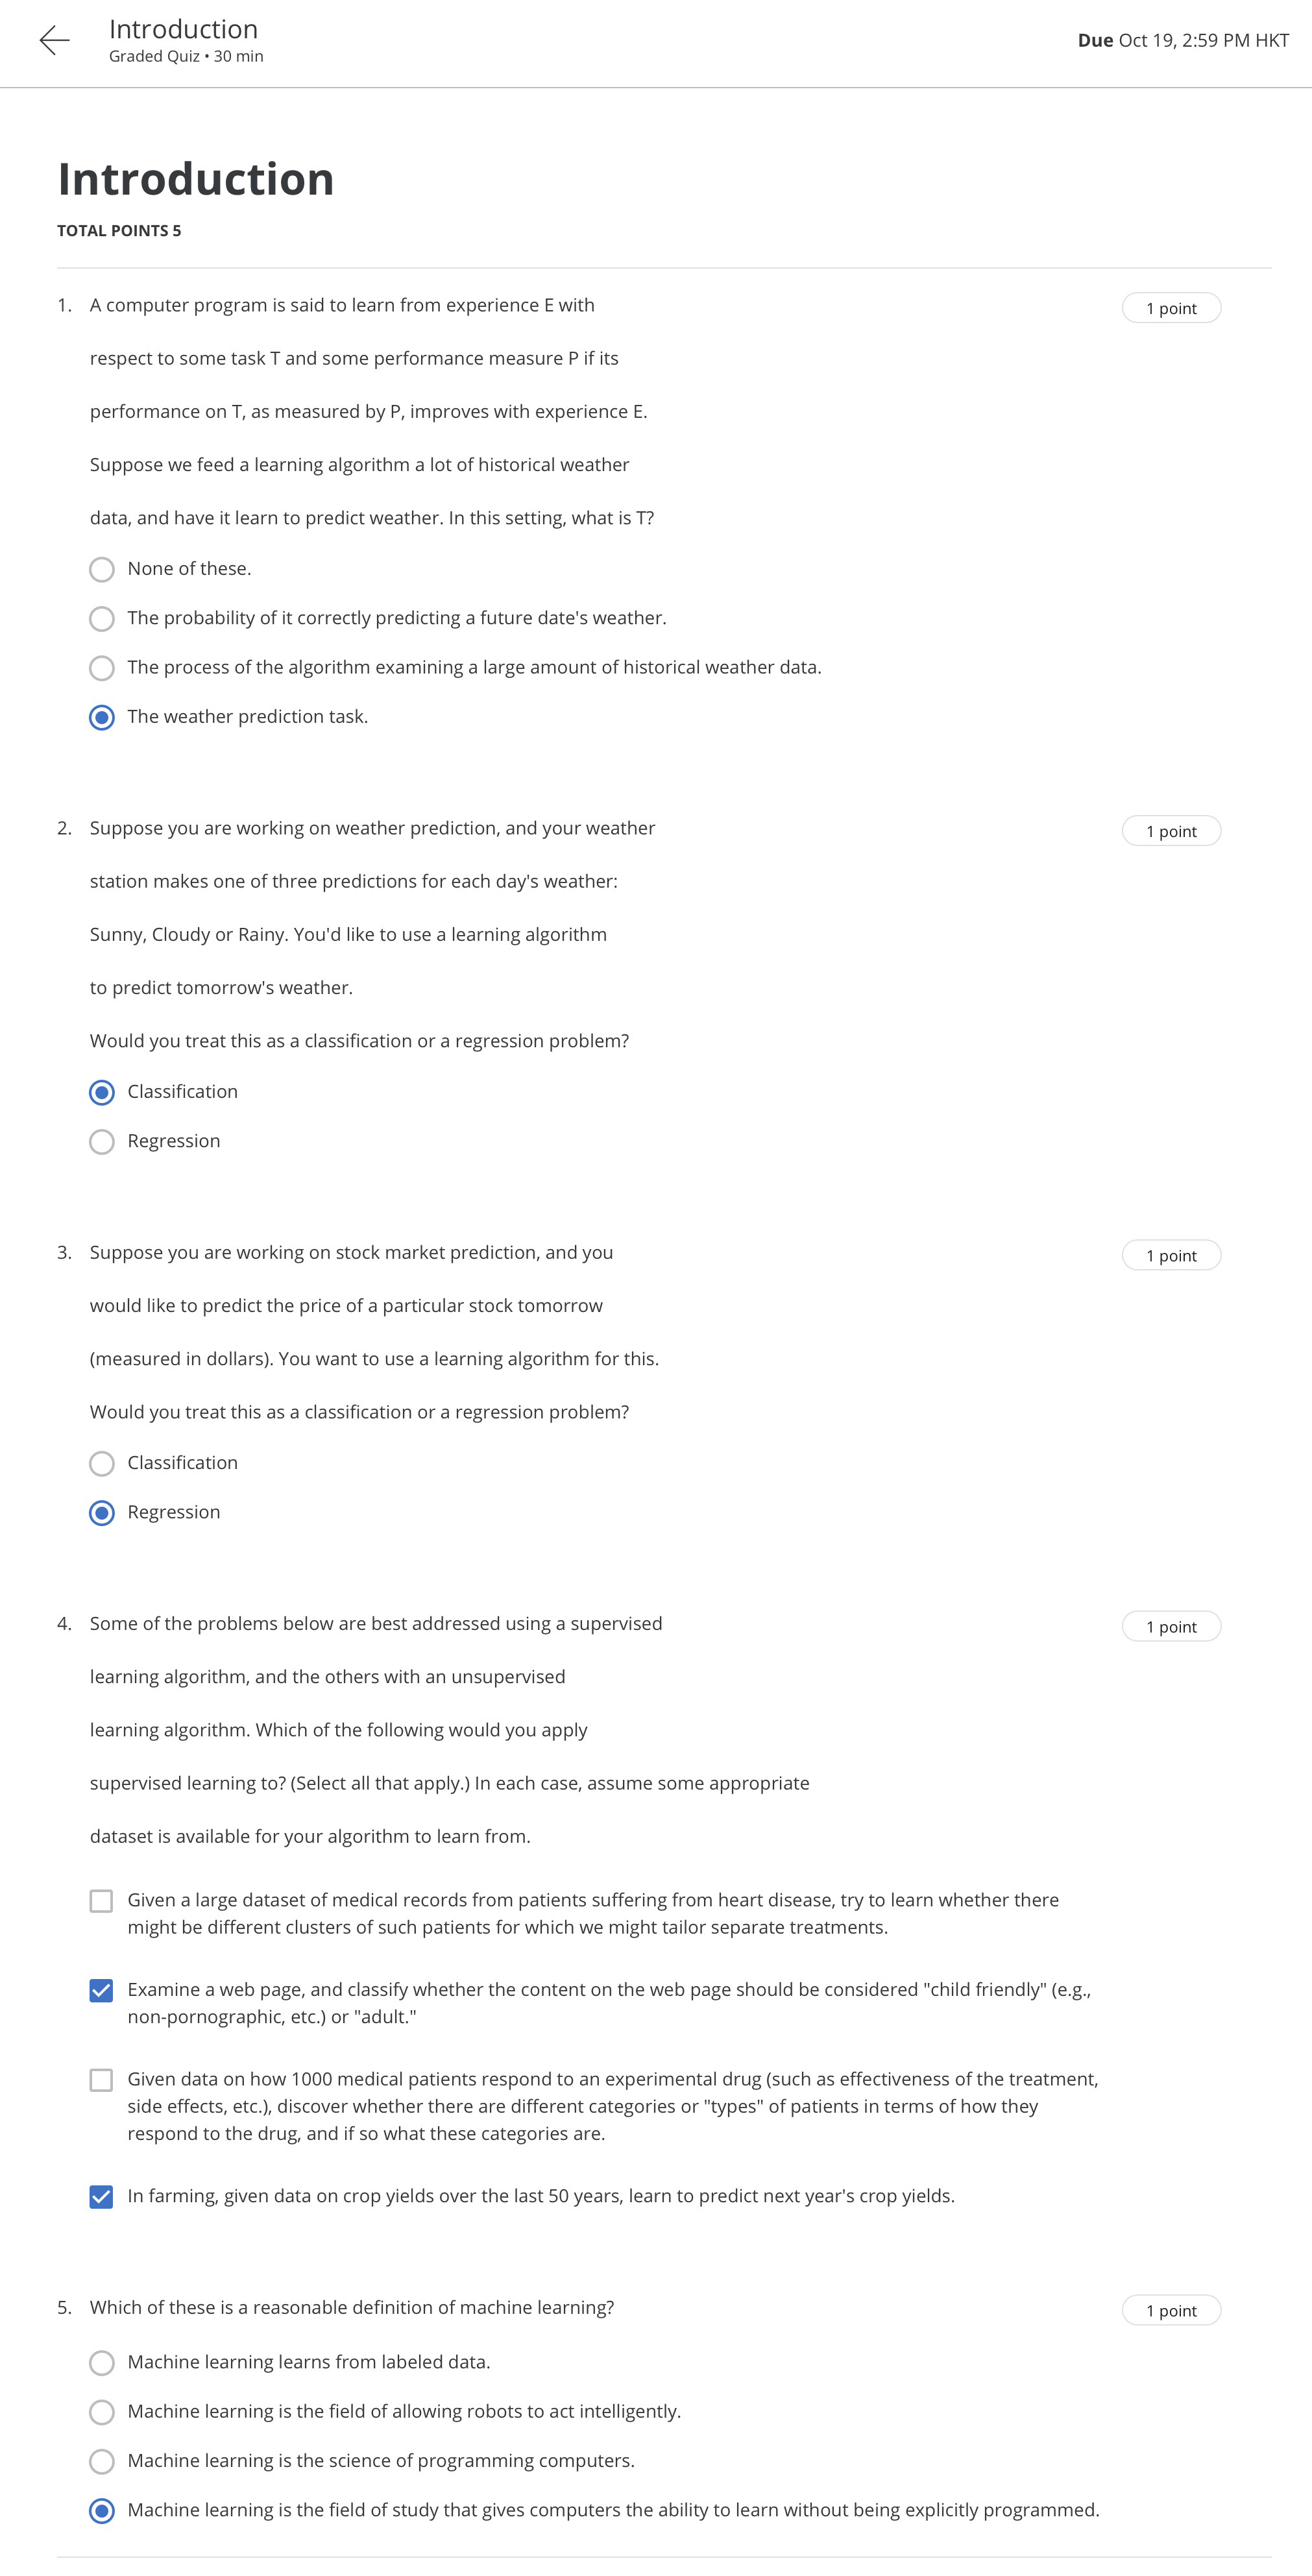 Introduction
Graded Quiz • 30 min
Due Oct 19, 2:59 PM HKT
Introduction
TOTAL POINTS 5
1. A computer program is said to learn from experience E with
1 point
respect to some task T and some performance measure P if its
performance on T, as measured by P, improves with experience E.
Suppose we feed a learning algorithm a lot of historical weather
data, and have it learn to predict weather. In this setting, what is T?
None of these.
The probability of it correctly predicting a future date's weather.
The process of the algorithm examining a large amount of historical weather data.
The weather prediction task.
2. Suppose you are working on weather prediction, and your weather
1 point
station makes one of three predictions for each day's weather:
Sunny, Cloudy or Rainy. You'd like to use a learning algorithm
to predict tomorrow's weather.
Would you treat this as a classification or a regression problem?
Classification
Regression
3. Suppose you are working on stock market prediction, and you
1 point
would like to predict the price of a particular stock tomorrow
(measured in dollars). You want to use a learning algorithm for this.
Would you treat this as a classification or a regression problem?
Classification
Regression
4. Some of the problems below are best addressed using a supervised
1 point
learning algorithm, and the others with an unsupervised
learning algorithm. Which of the following would you apply
supervised learning to? (Select all that apply.) In each case, assume some appropriate
dataset is available for your algorithm to learn from.
Given a large dataset of medical records from patients suffering from heart disease, try to learn whether there
might be different clusters of such patients for which we might tailor separate treatments.
Examine a web page, and classify whether the content on the web page should be considered "child friendly" (e.g.,
non-pornographic, etc.) or "adult."
Given data on how 1000 medical patients respond to an experimental drug (such as effectiveness of the treatment,
side effects, etc.), discover whether there are different categories or "types" of patients in terms of how they
respond to the drug, and if so what these categories are.
In farming, given data on crop yields over the last 50 years, learn to predict next year's crop yields.
5. Which of these is a reasonable definition of machine learning?
1 point
Machine learning learns from labeled data.
Machine learning is the field of allowing robots to act intelligently.
Machine learning is the science of programming computers.
Machine learning is the field of study that gives computers the ability to learn without being explicitly programmed.